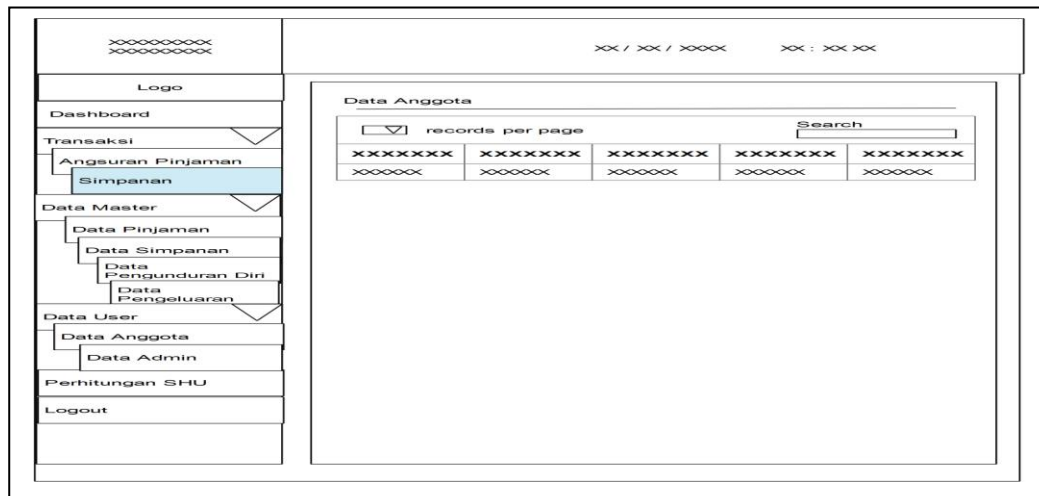 xxxxxxxxxx
xxxxxxxxxx
xx / xx / xxxx xx : xx xx
Logo
Dashboard
Transaksi
Angsuran Pinjaman
Simpanan
Data Master
Data Pinjaman
Data Simpanan
Data
Pengunduran Diri
Data
Pengeluaran
Data User
Data Anggota
Data Admin
Perhitungan SHU
Logout
Data Anggota
records per page
Search
xxxxxxx xxxxxxx xxxxxxx xxxxxxx xxxxxxx
xxxxxx xxxxxx xxxxxx xxxxxx xxxxxx